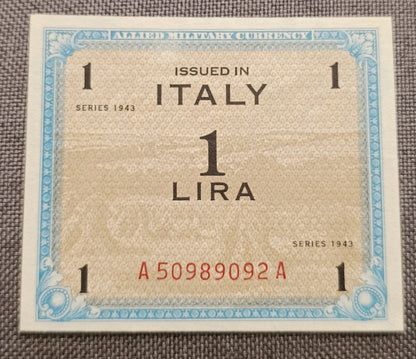 ALLIED MILITARY CURRENCY
1 1
ISSUED IN
ITALY
SERIES 1943
1
LIRA
SERIES 1943
1 A 50989092 A 1